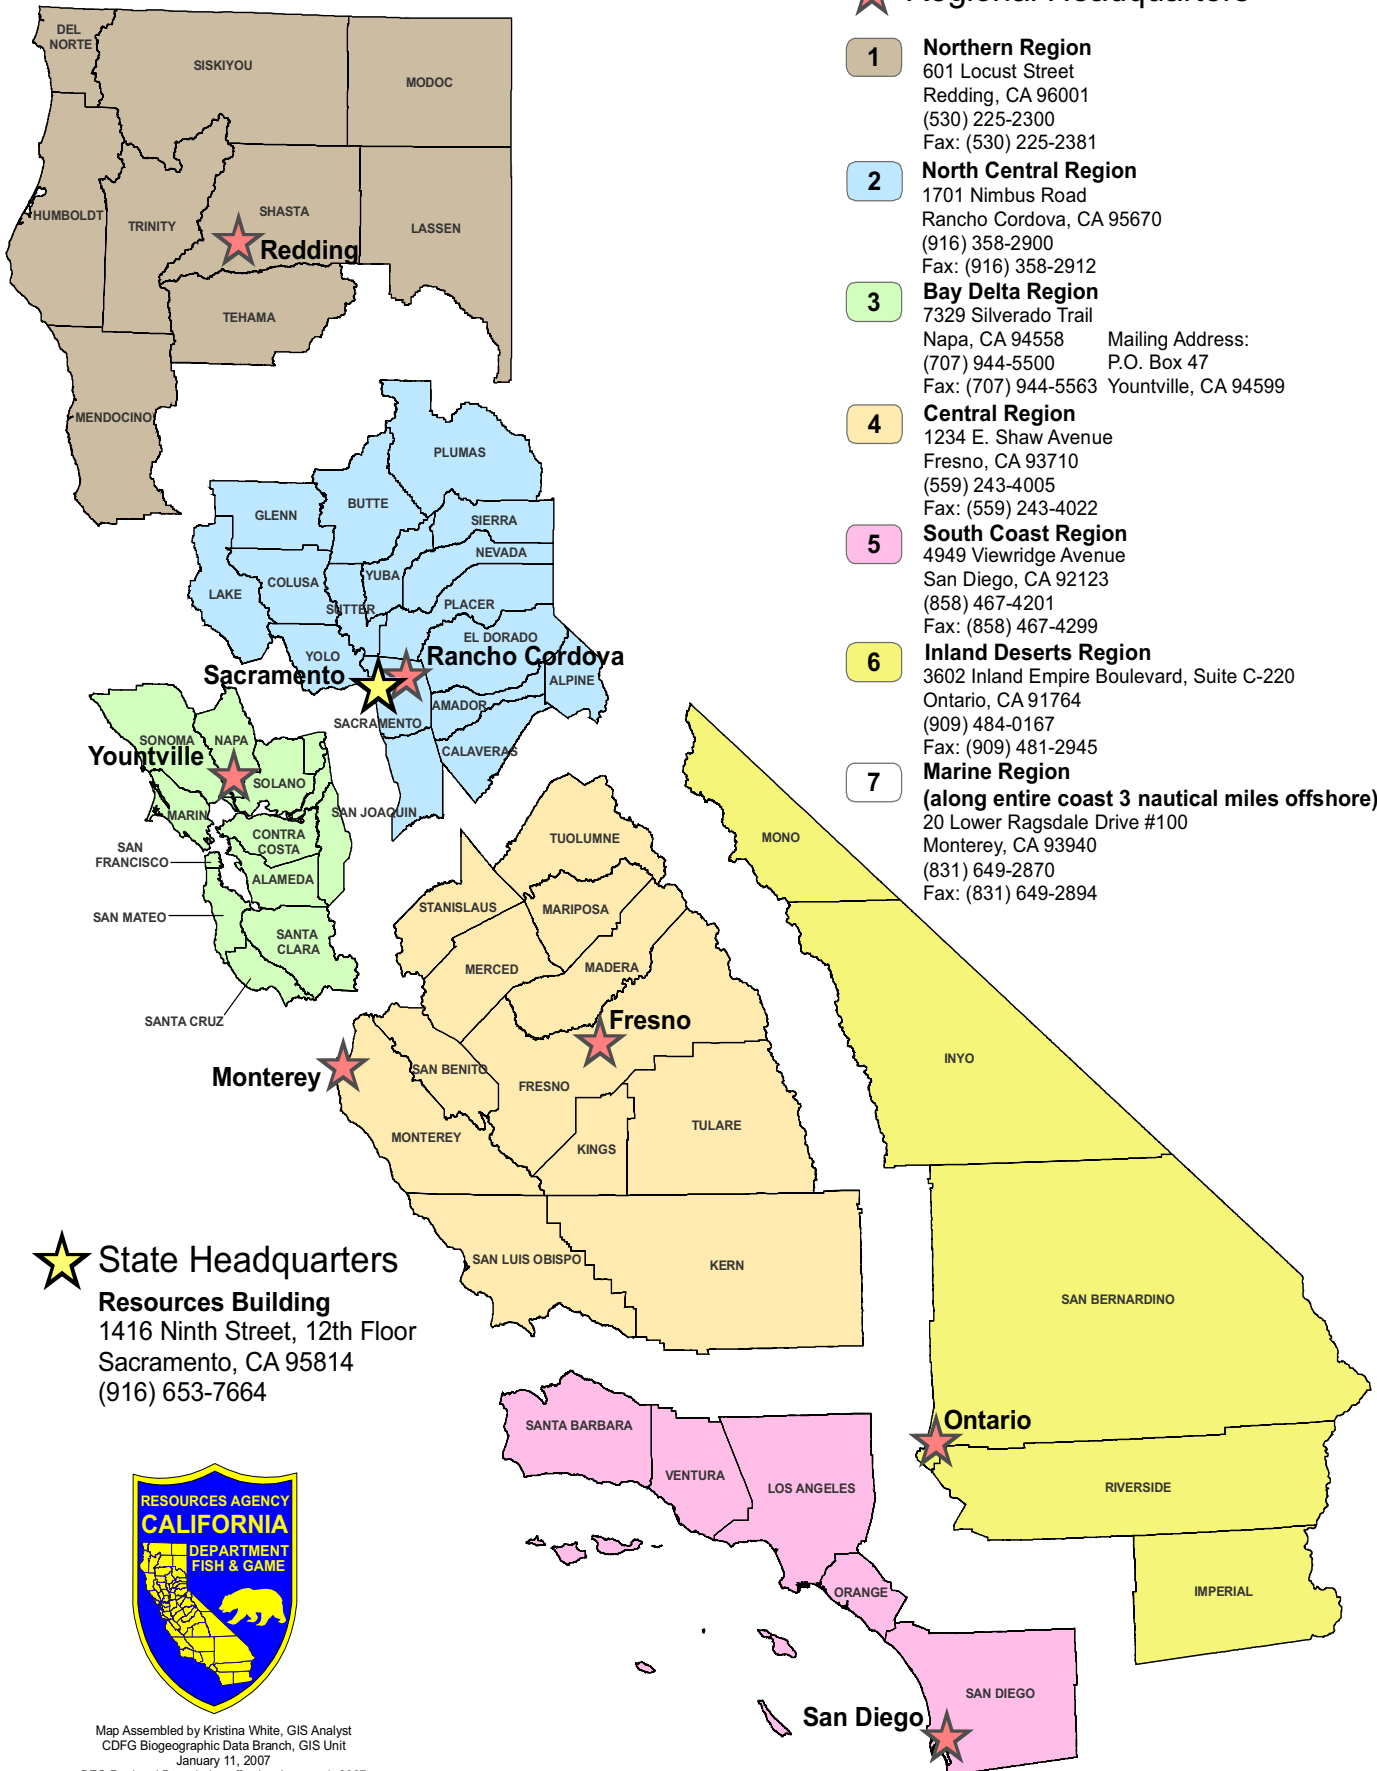 Regional Headquarters
1
Northern Region
601 Locust Street
Redding, CA 96001
(530) 225-2300
Fax: (530) 225-2381
2
North Central Region
1701 Nimbus Road
Rancho Cordova, CA 95670
(916) 358-2900
Fax: (916) 358-2912
3
Bay Delta Region
7329 Silverado Trail
Napa, CA 94558
(707) 944-5500
Fax: (707) 944-5563
Mailing Address:
P.O. Box 47
Yountville, CA 94599
4
Central Region
1234 E. Shaw Avenue
Fresno, CA 93710
(559) 243-4005
Fax: (559) 243-4022
5
South Coast Region
4949 Viewridge Avenue
San Diego, CA 92123
(858) 467-4201
Fax: (858) 467-4299
6
Inland Deserts Region
3602 Inland Empire Boulevard, Suite C-220
Ontario, CA 91764
(909) 484-0167
Fax: (909) 481-2945
7
Marine Region
(along entire coast 3 nautical miles offshore)
20 Lower Ragsdale Drive #100
Monterey, CA 93940
(831) 649-2870
Fax: (831) 649-2894
DEL
NORTE
SISKIYOU
MODOC
HUMBOLDT
TRINITY
SHASTA
LASSEN
Redding
TEHAMA
MENDOCINO
PLUMAS
BUTTE
GLENN
SIERRA
NEVADA
COLUSA
YUBA
LAKE
SUTTER
PLACER
EL DORADO
YOLO
Rancho Cordova
Sacramento
ALPINE
AMADOR
SACRAMENTO
CALAVERAS
SAN JOAQUIN
SONOMA
NAPA
Yountville
SOLANO
MARIN
CONTRA
COSTA
SAN
FRANCISCO
ALAMEDA
SAN MATEO
SANTA
CLARA
SANTA CRUZ
TUOLUMNE
STANISLAUS
MARIPOSA
MERCED
MADERA
Fresno
Monterey
SAN BENITO
FRESNO
MONTEREY
KINGS
TULARE
SAN LUIS OBISPO
KERN
MONO
INYO
SAN BERNARDINO
Ontario
RIVERSIDE
IMPERIAL
SANTA BARBARA
VENTURA
LOS ANGELES
ORANGE
SAN DIEGO
San Diego
State Headquarters
Resources Building
1416 Ninth Street, 12th Floor
Sacramento, CA 95814
(916) 653-7664
RESOURCES AGENCY
CALIFORNIA
DEPARTMENT
FISH & GAME
Map Assembled by Kristina White, GIS Analyst
CDFG Biogeographic Data Branch, GIS Unit
January 11, 2007